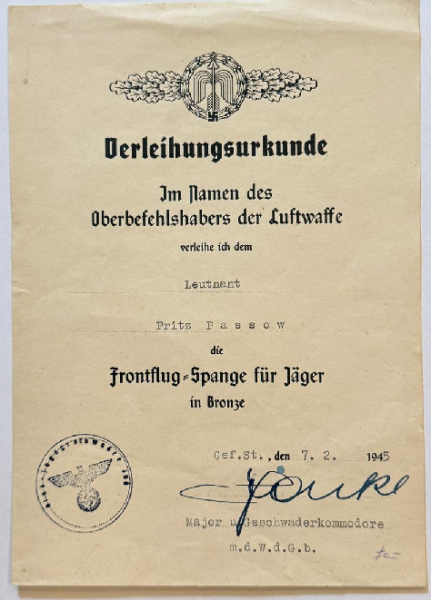 Verleihungsurkunde
Im Namen des
Oberbefehlshabers der Luftwaffe
verleihe ich dem
Leutnant
Fritz Passow
die
Frontflug-Spange für Jäger
in Bronze
Gef.St., den 7. 2. 1945
Major u. Geschwaderkommodore
m.d.W.d.G.b.